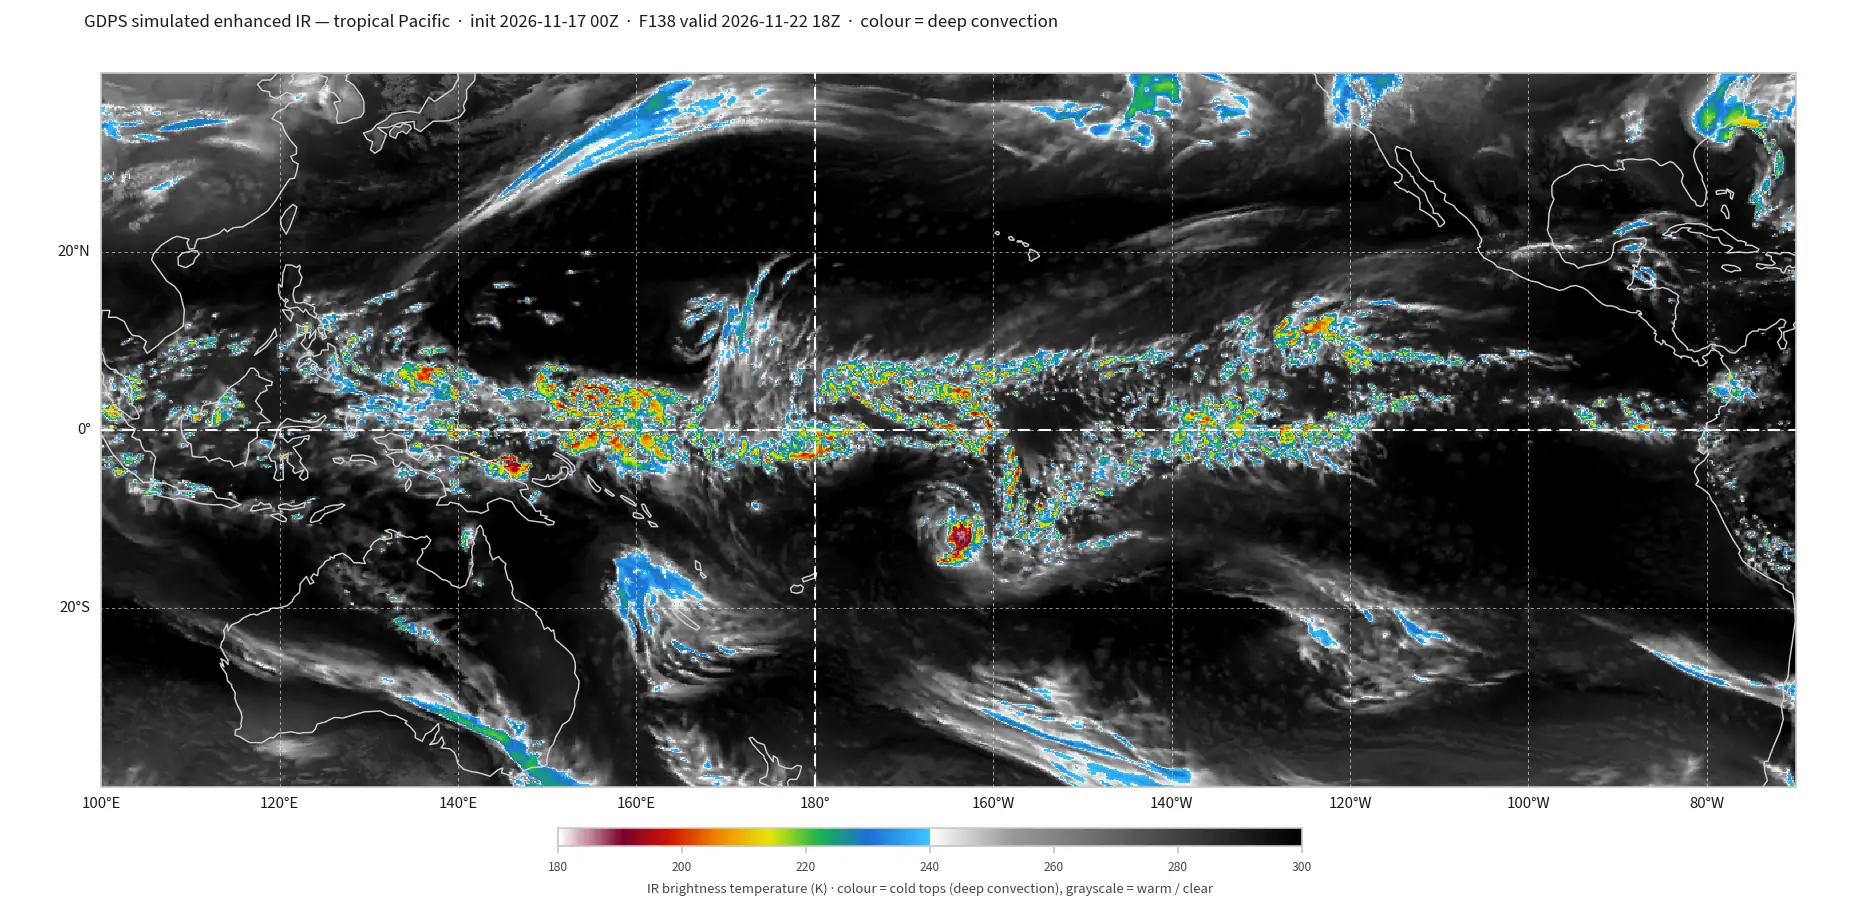 GDPS simulated enhanced IR — tropical Pacific · init 2026-11-17 00Z · F138 valid 2026-11-22 18Z · colour = deep convection
20°N
0°
20°S
100°E 120°E 140°E 160°E 180° 160°W 140°W 120°W 100°W 80°W
180 200 220 240 260 280 300
IR brightness temperature (K) · colour = cold tops (deep convection), grayscale = warm / clear